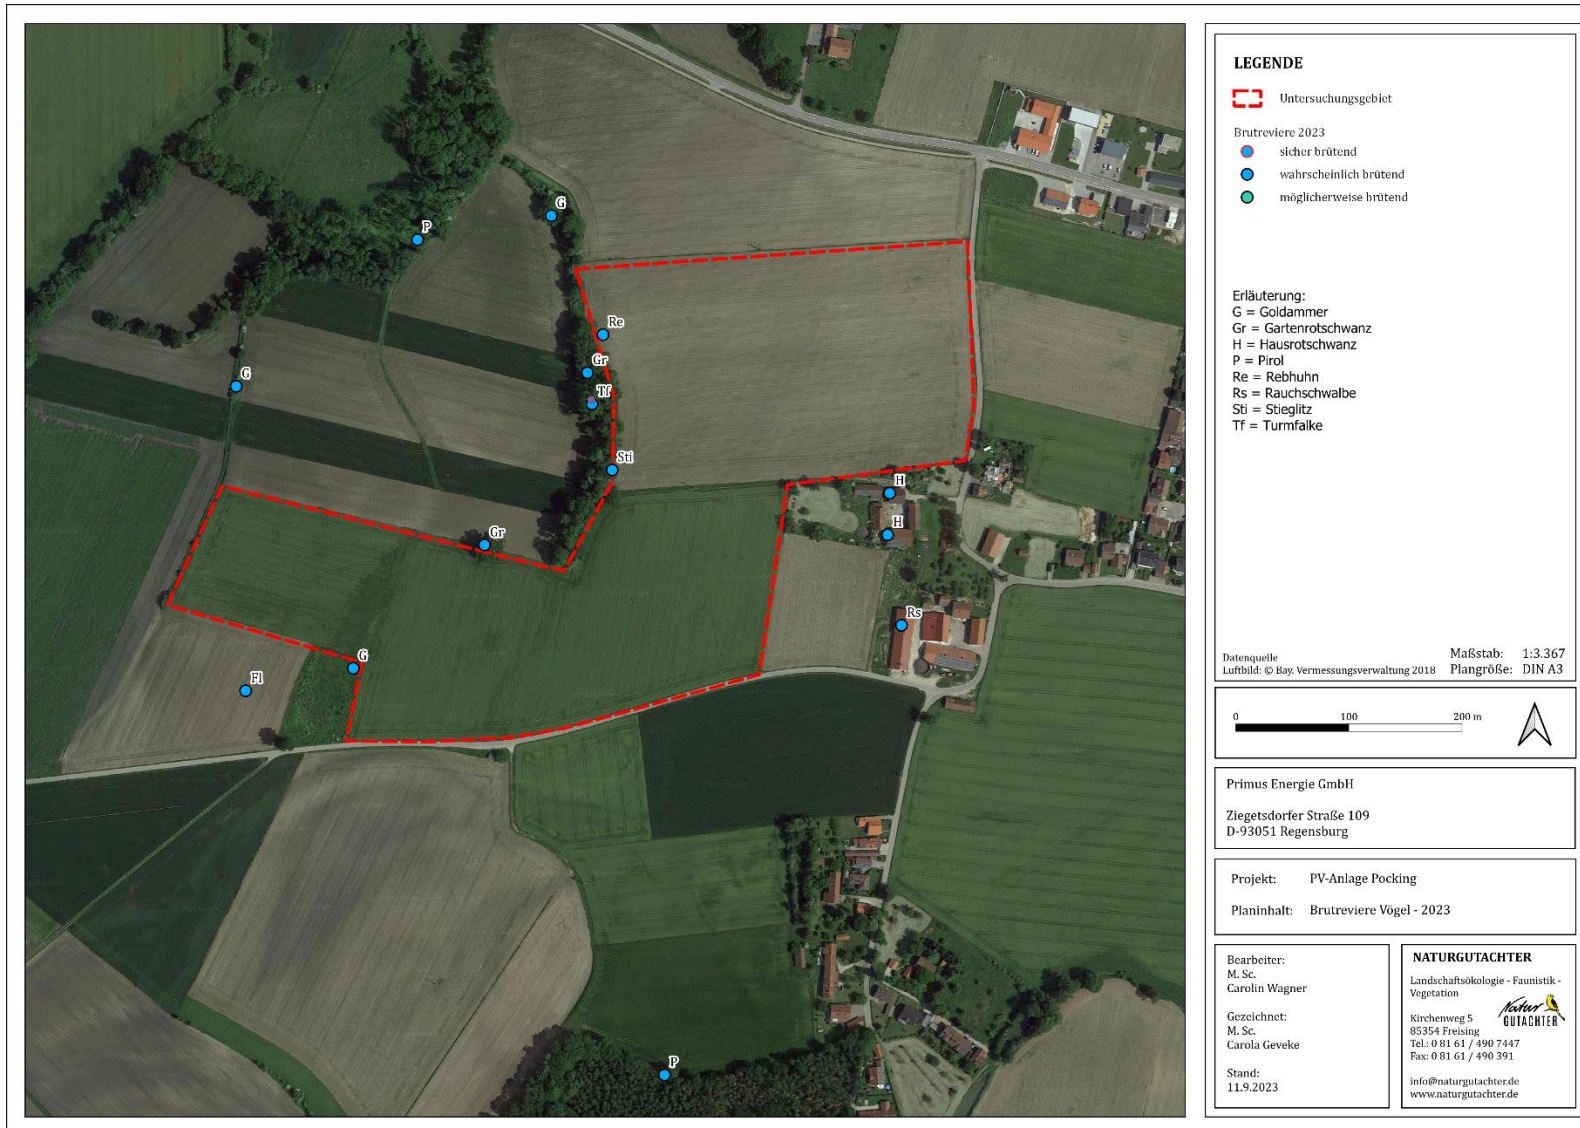 G
P
Re
G
Gr
Tf
Sti
H
Gr
H
Rs
G
Fl
P
LEGENDE
Untersuchungsgebiet
Brutreviere 2023
sicher brütend
wahrscheinlich brütend
möglicherweise brütend
Erläuterung:
G = Goldammer
Gr = Gartenrotschwanz
H = Hausrotschwanz
P = Pirol
Re = Rebhuhn
Rs = Rauchschwalbe
Sti = Stieglitz
Tf = Turmfalke
Datenquelle
Luftbild: © Bay. Vermessungsverwaltung 2018
Maßstab: 1:3.367
Plangröße: DIN A3
0 100 200 m
Primus Energie GmbH
Ziegetsdorfer Straße 109
D-93051 Regensburg
Projekt: PV-Anlage Pocking
Planinhalt: Brutreviere Vögel - 2023
Bearbeiter:
M. Sc.
Carolin Wagner
Gezeichnet:
M. Sc.
Carola Geveke
Stand:
11.9.2023
NATURGUTACHTER
Landschaftsökologie - Faunistik -
Vegetation
Natur
GUTACHTER
Kirchenweg 5
85354 Freising
Tel.: 0 81 61 / 490 7447
Fax: 0 81 61 / 490 391
info@naturgutachter.de
www.naturgutachter.de